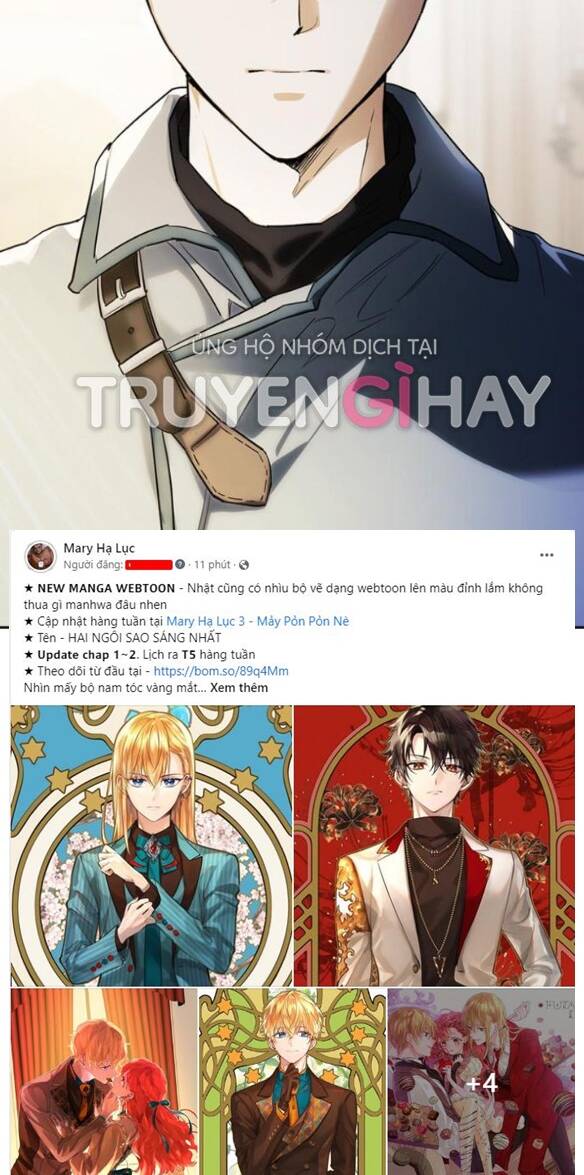 ỦNG HỘ NHÓM DỊCH TẠI
TRUYENGÌHAY
Mary Hạ Lục
Người đăng: · 11 phút ·
★ NEW MANGA WEBTOON - Nhật cũng có nhìu bộ vẽ dạng webtoon lên màu đỉnh lắm không
thua gì manhwa đâu nhen
★ Cập nhật hàng tuần tại Mary Hạ Lục 3 - Mảy Pỏn Pỏn Nè
★ Tên - HAI NGÔI SAO SÁNG NHẤT
★ Update chap 1~2. Lịch ra T5 hàng tuần
★ Theo dõi từ đầu tại - https://bom.so/89q4Mm
Nhìn mấy bộ nam tóc vàng mắt... Xem thêm
+4